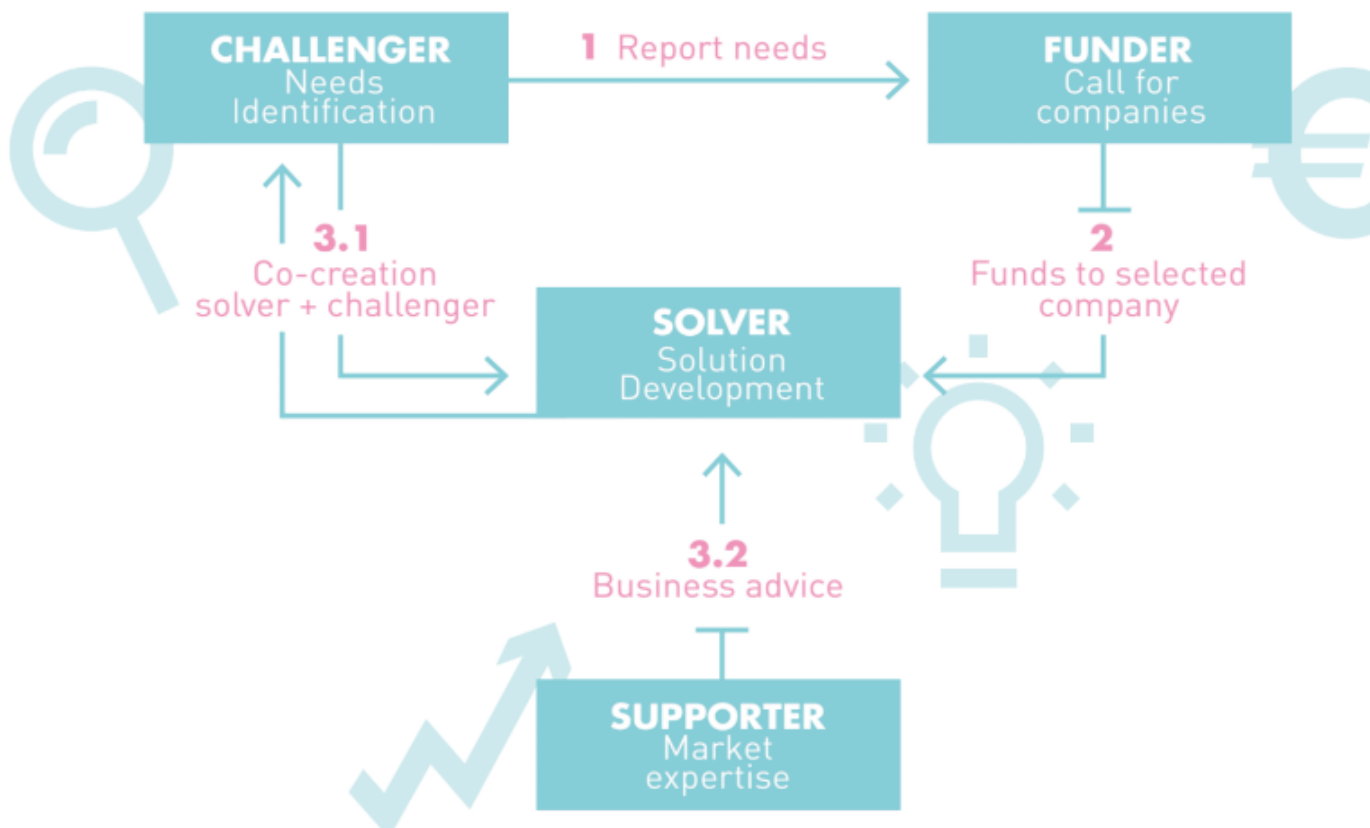 CHALLENGER
Needs
Identification
1 Report needs
FUNDER
Call for
companies
3.1
Co-creation
solver + challenger
2
Funds to selected
company
SOLVER
Solution
Development
3.2
Business advice
SUPPORTER
Market
expertise